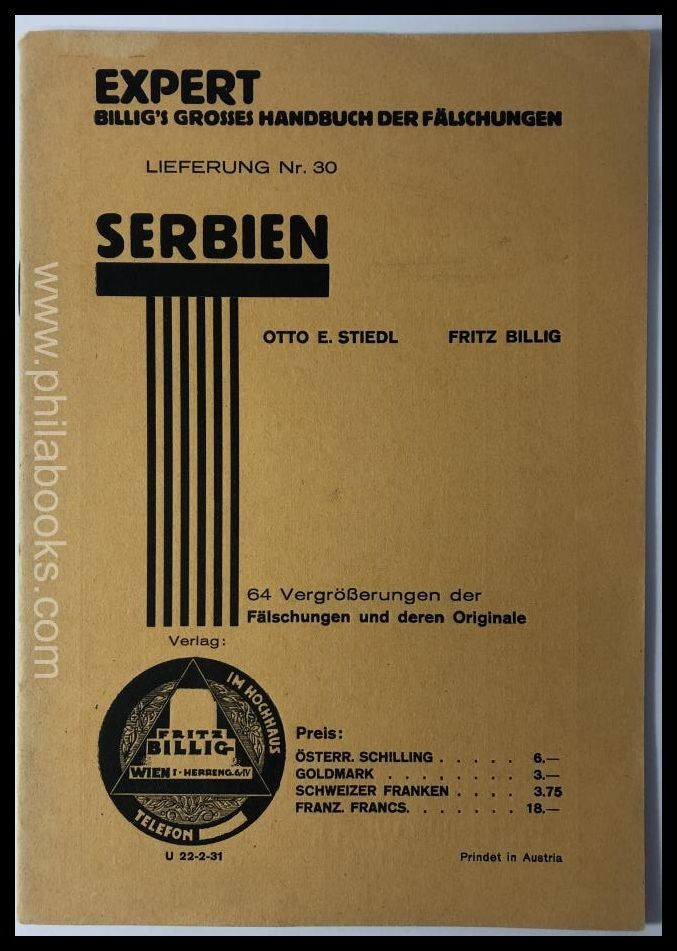 EXPERT
BILLIG'S GROSSES HANDBUCH DER FÄLSCHUNGEN
LIEFERUNG Nr. 30
SERBIEN
OTTO E. STIEDL FRITZ BILLIG
64 Vergrößerungen der
Fälschungen und deren Originale
Verlag:
IM HOCHHAUS
FRITZ
BILLIG
WIEN I · HERRENG. 6/IV
TELEFON
U 22-2-31
Preis:
ÖSTERR. SCHILLING . . . . . 6.—
GOLDMARK . . . . . . . . 3.—
SCHWEIZER FRANKEN . . . . 3.75
FRANZ. FRANCS. . . . . . . 18.—
Prindet in Austria
www.philabooks.com